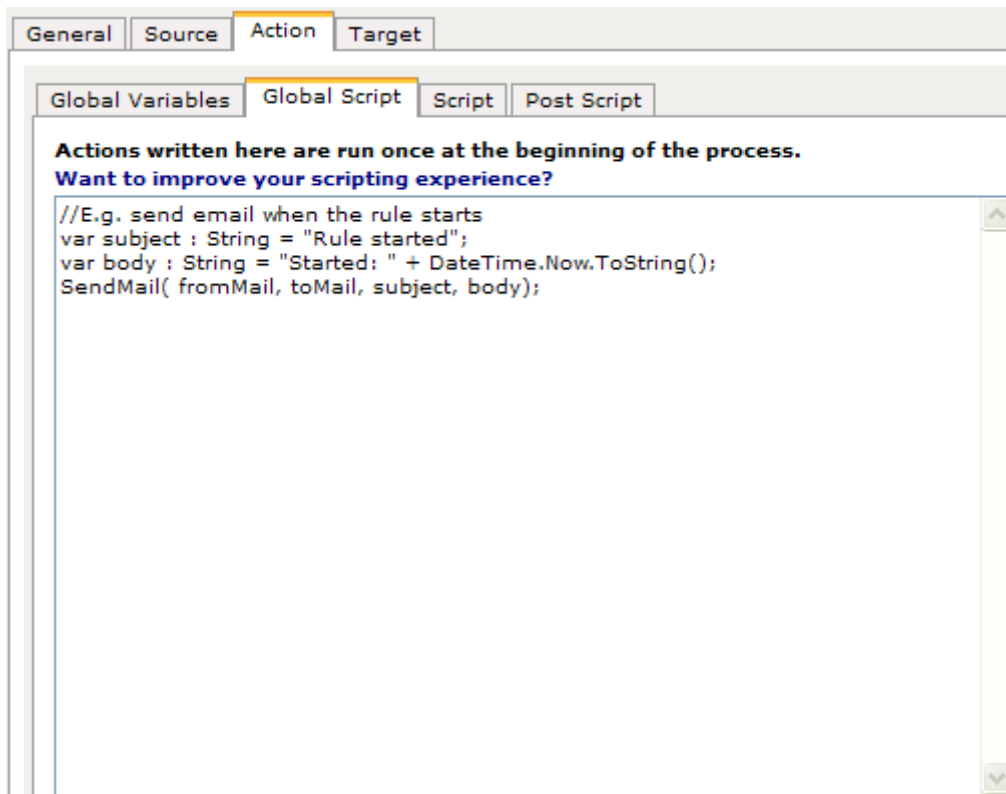 General Source Action Target
Global Variables Global Script Script Post Script
Actions written here are run once at the beginning of the process.
Want to improve your scripting experience?
//E.g. send email when the rule starts
var subject : String = "Rule started";
var body : String = "Started: " + DateTime.Now.ToString();
SendMail( fromMail, toMail, subject, body);